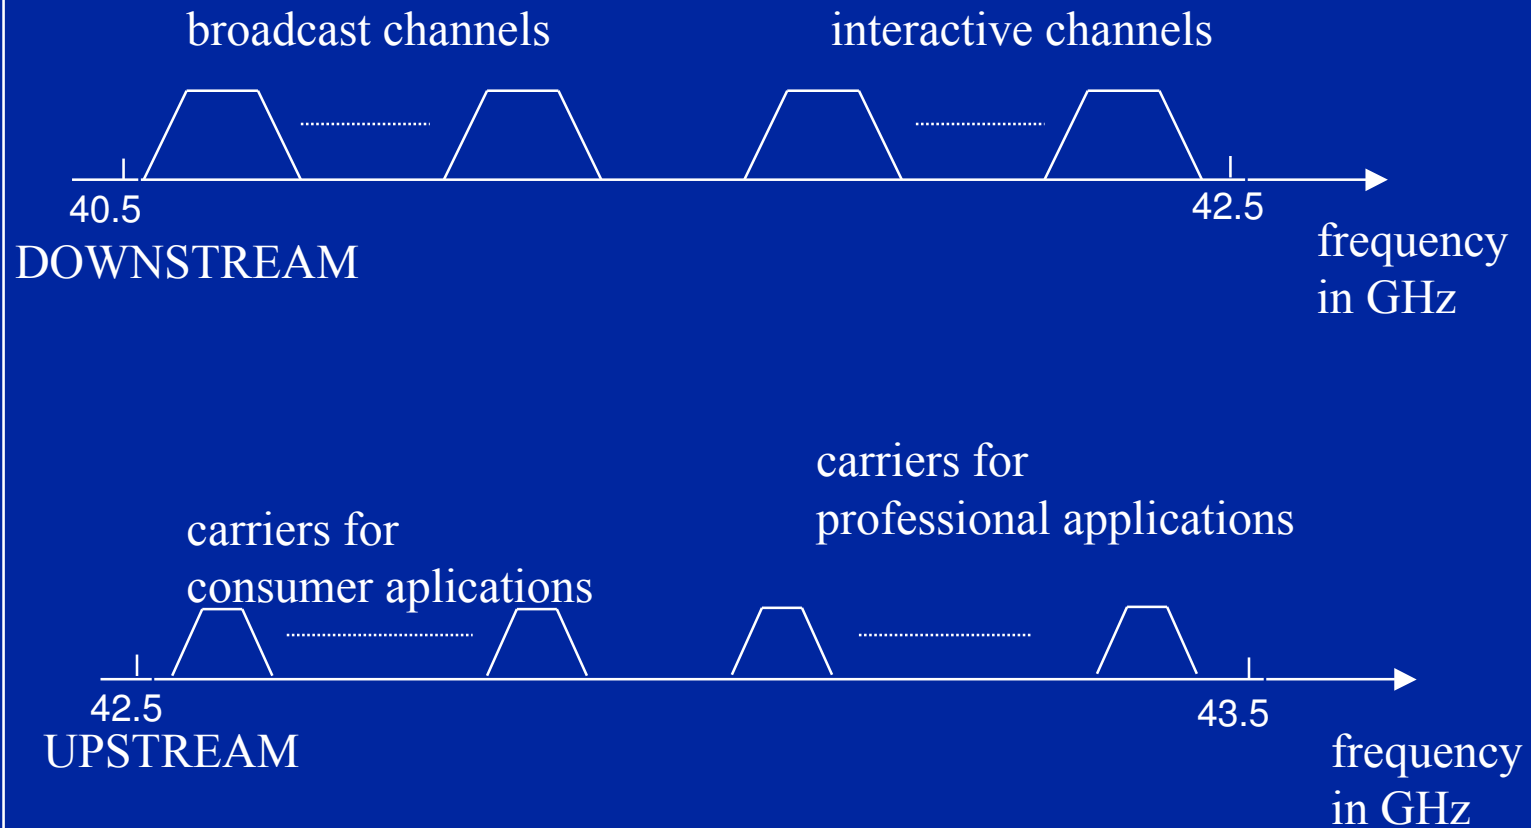 broadcast channels
interactive channels
40.5
42.5
DOWNSTREAM
frequency
in GHz
carriers for
professional applications
carriers for
consumer aplications
42.5
43.5
UPSTREAM
frequency
in GHz